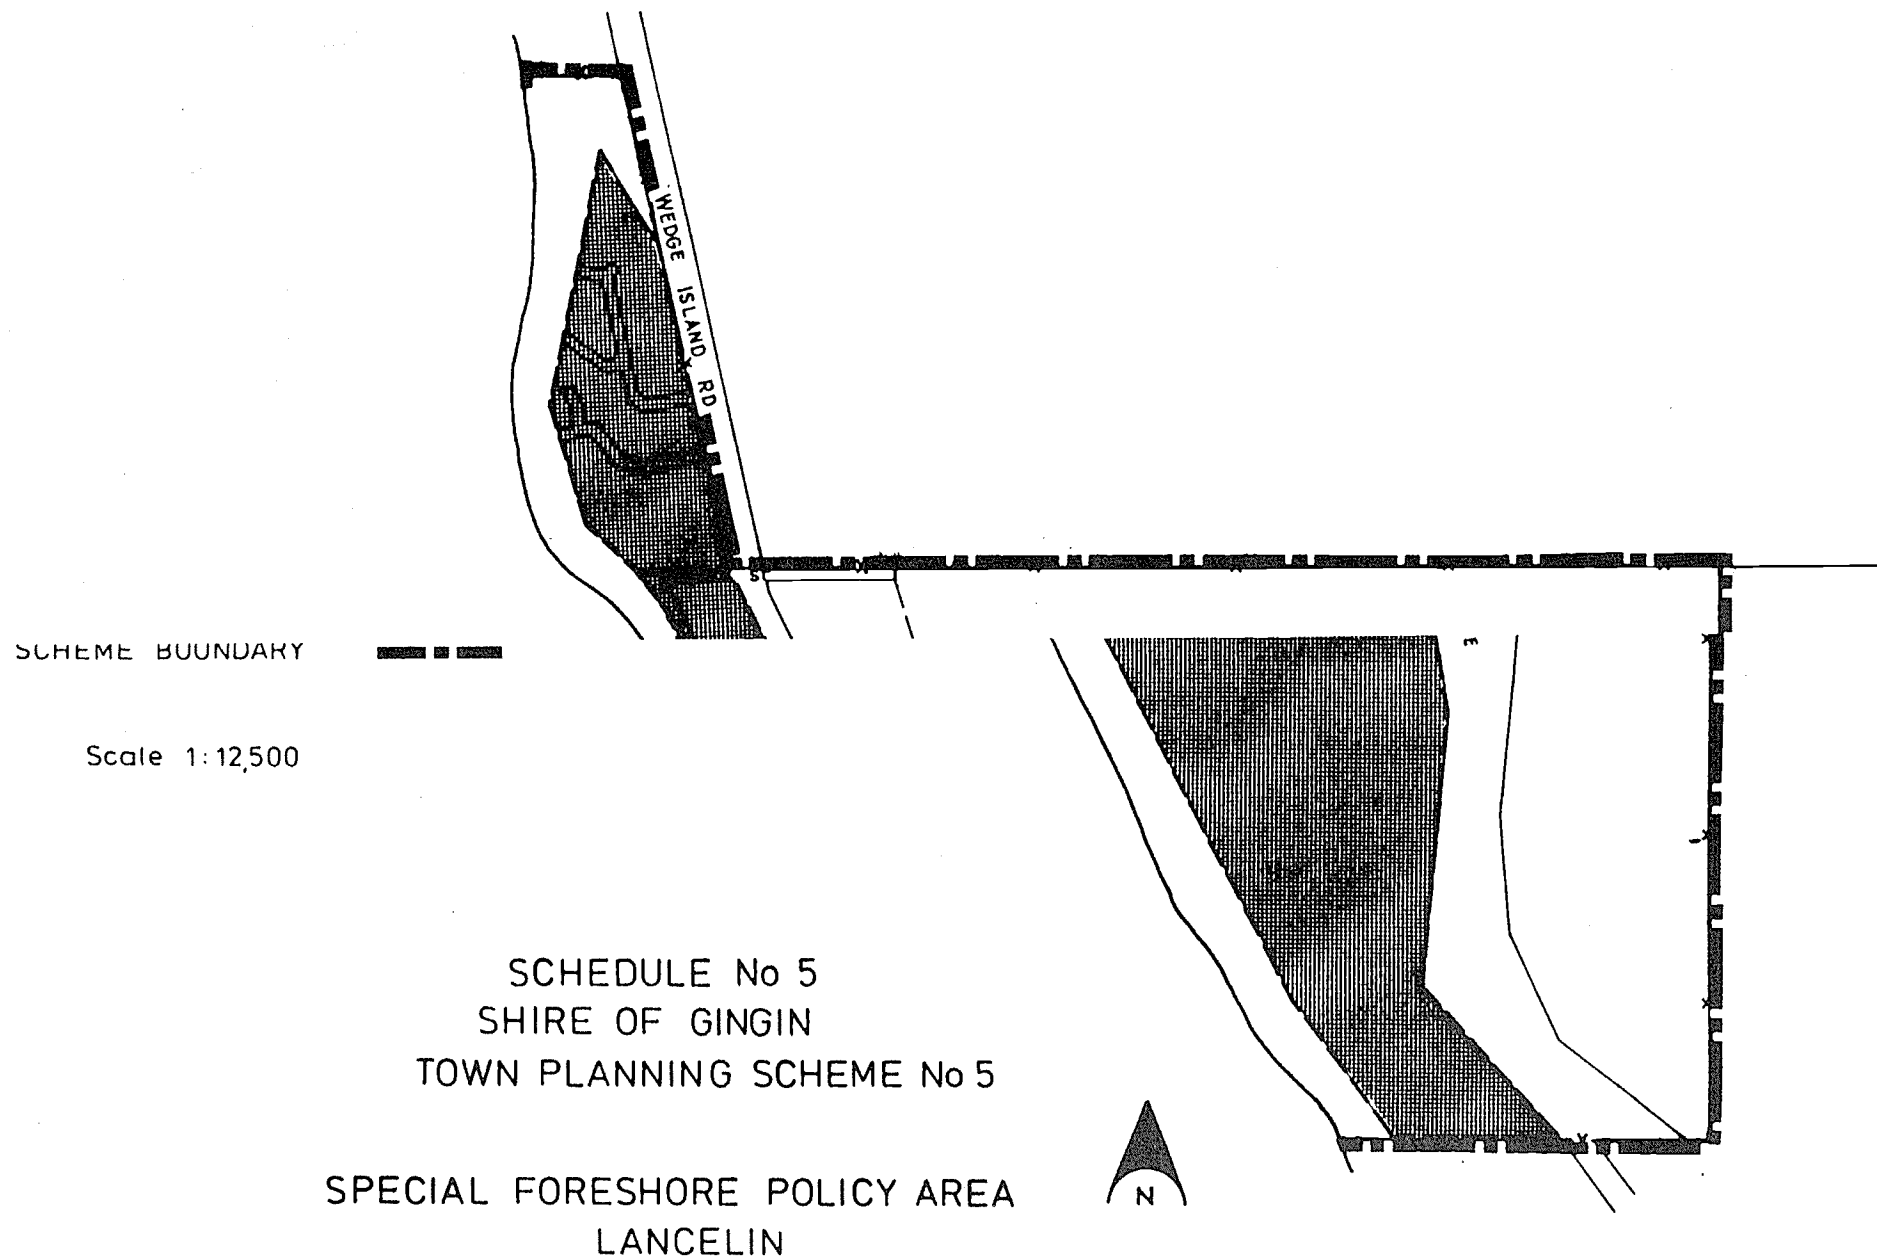 WEDGE ISLAND RD
S
E
SCHEME BOUNDARY
Scale 1:12,500
SCHEDULE No 5
SHIRE OF GINGIN
TOWN PLANNING SCHEME No 5
SPECIAL FORESHORE POLICY AREA
LANCELIN
N